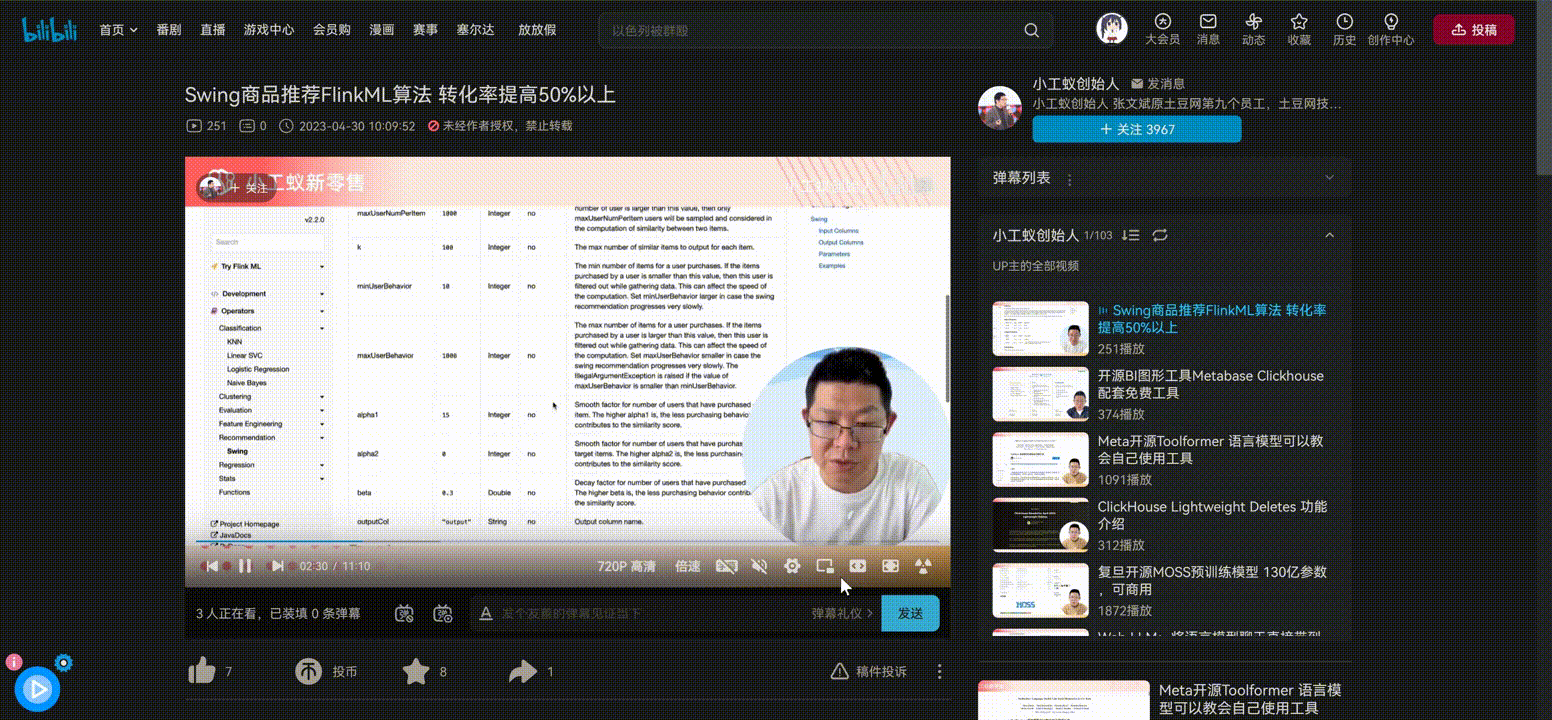 bilibili
首页
番剧
直播
游戏中心
会员购
漫画
赛事
塞尔达
放放假
以色列被群殴
大会员
消息
动态
收藏
历史
创作中心
投稿
Swing商品推荐FlinkML算法 转化率提高50%以上
251
0
2023-04-30 10:09:52
未经作者授权，禁止转载
小工蚁创始人
发消息
小工蚁创始人 张文斌原土豆网第九个员工，土豆网技...
+ 关注 3967
+ 关注
小工蚁新零售
v2.2.0
Search
Try Flink ML
Development
Operators
Classification
KNN
Linear SVC
Logistic Regression
Naive Bayes
Clustering
Evaluation
Feature Engineering
Recommendation
Swing
Regression
Stats
Functions
Project Homepage
JavaDocs
maxUserNumPerItem 1000 Integer no
number of user is larger than this value, then only
maxUserNumPerItem users will be sampled and considered in
the computation of similarity between two items.
k 100 Integer no The max number of similar items to output for each item.
minUserBehavior 10 Integer no
The min number of items for a user purchases. If the items
purchased by a user is smaller than this value, then this user is
filtered out while gathering data. This can affect the speed of
the computation. Set minUserBehavior larger in case the swing
recommendation progresses very slowly.
maxUserBehavior 1000 Integer no
The max number of items for a user purchases. If the items
purchased by a user is larger than this value, then this user is
filtered out while gathering data. This can affect the speed of
the computation. Set maxUserBehavior smaller in case the
swing recommendation progresses very slowly. The
IllegalArgumentException is raised if the value of
maxUserBehavior is smaller than minUserBehavior.
alpha1 15 Integer no
Smooth factor for number of users that have purchased
item. The higher alpha1 is, the less purchasing behavio
contributes to the similarity score.
alpha2 0 Integer no
Smooth factor for number of users that have purchas
target items. The higher alpha2 is, the less purchasin
contributes to the similarity score.
beta 0.3 Double no
Decay factor for number of users that have purchased
The higher beta is, the less purchasing behavior contrib
the similarity score.
outputCol "output" String no Output column name.
Swing
Input Columns
Output Columns
Parameters
Examples
02:30 / 11:10
720P 高清
倍速
3 人正在看，已装填 0 条弹幕
发个友善的弹幕见证当下
弹幕礼仪 >
发送
7
投币
8
1
稿件投诉
弹幕列表
小工蚁创始人 1/103
UP主的全部视频
Swing商品推荐FlinkML算法 转化率
提高50%以上
251播放
开源BI图形工具Metabase Clickhouse
配套免费工具
374播放
Meta开源Toolformer 语言模型可以教
会自己使用工具
1091播放
ClickHouse Lightweight Deletes 功能
介绍
312播放
MOSS
复旦开源MOSS预训练模型 130亿参数
，可商用
1872播放
Meta开源Toolformer 语言模
型可以教会自己使用工具